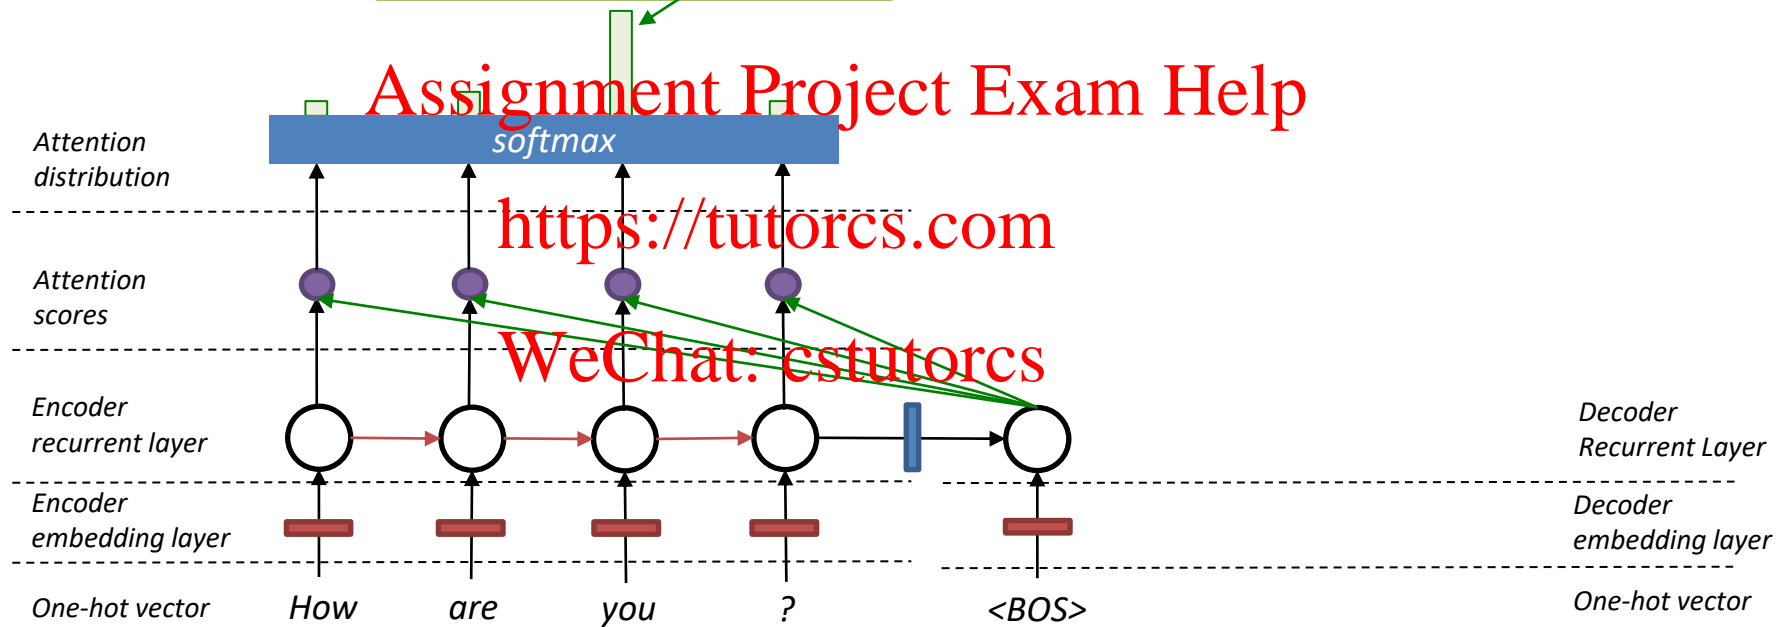 Assignment Project Exam Help
softmax
Attention
distribution
https://tutorcs.com
Attention
scores
WeChat: cstutorcs
Encoder
recurrent layer
Decoder
Recurrent Layer
Encoder
embedding layer
Decoder
embedding layer
One-hot vector How are you ? <BOS> One-hot vector